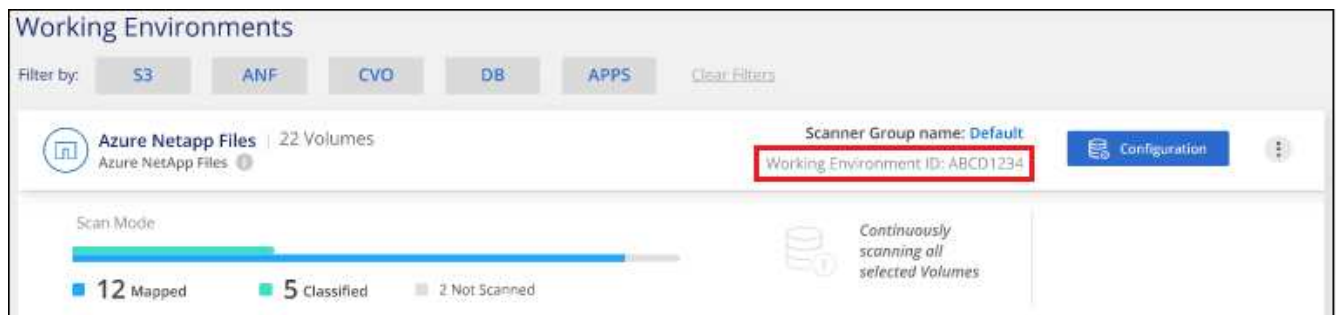 Working Environments
Filter by: S3 ANF CVO DB APPS Clear Filters
Azure Netapp Files | 22 Volumes
Azure NetApp Files
Scanner Group name: Default
Working Environment ID: ABCD1234
Configuration
Scan Mode
12 Mapped 5 Classified 2 Not Scanned
Continuously
scanning all
selected Volumes